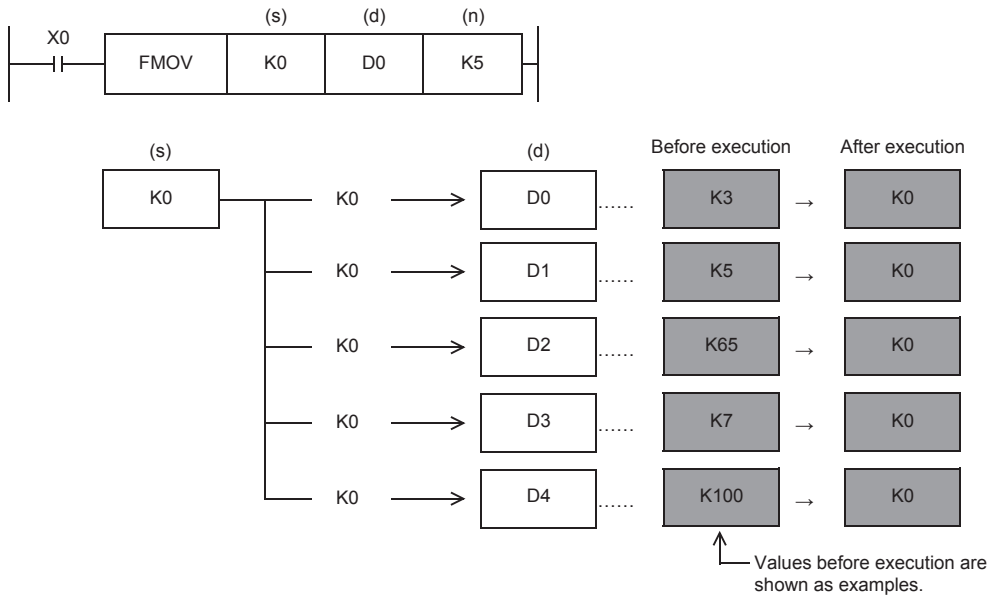 (s) (d) (n)
X0
FMOV K0 D0 K5
(s) (d) Before execution After execution
K0 K0 D0 ...... K3 → K0
K0 D1 ...... K5 → K0
K0 D2 ...... K65 → K0
K0 D3 ...... K7 → K0
K0 D4 ...... K100 → K0
Values before execution are
shown as examples.